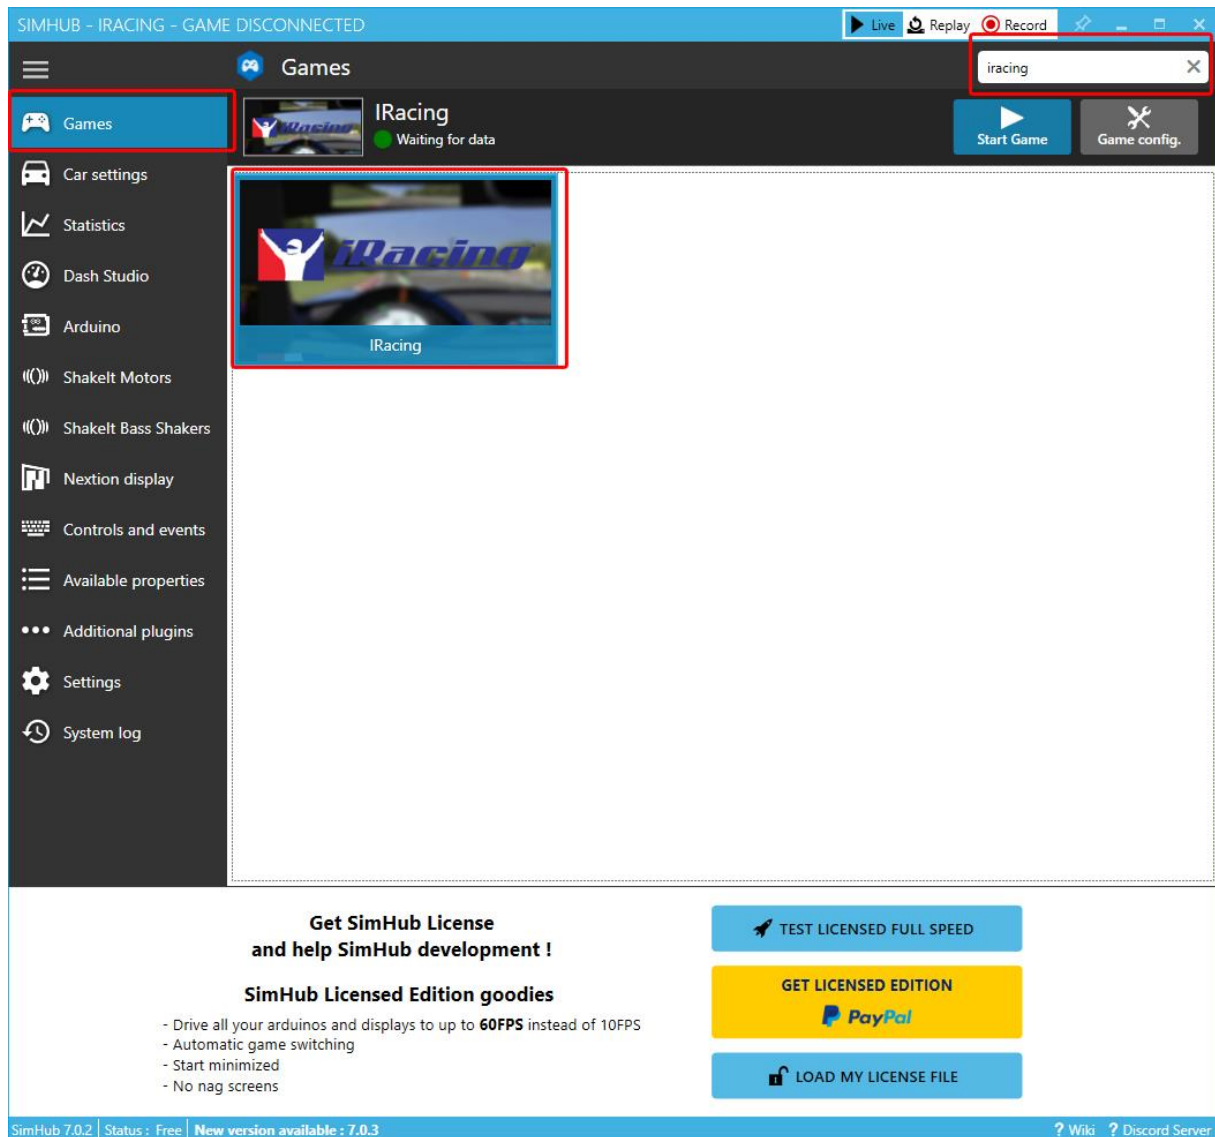 SIMHUB - IRACING - GAME DISCONNECTED
Live
Replay
Record
Games
iracing
Games
IRacing
iRacing
Waiting for data
Start Game
Game config.
Car settings
Statistics
Dash Studio
Arduino
ShakeIt Motors
ShakeIt Bass Shakers
Nextion display
Controls and events
Available properties
Additional plugins
Settings
System log
iRacing
IRacing
Get SimHub License
and help SimHub development !
SimHub Licensed Edition goodies
- Drive all your arduinos and displays to up to 60FPS instead of 10FPS
- Automatic game switching
- Start minimized
- No nag screens
TEST LICENSED FULL SPEED
GET LICENSED EDITION
PayPal
LOAD MY LICENSE FILE
SimHub 7.0.2
Status : Free
New version available : 7.0.3
? Wiki
? Discord Server